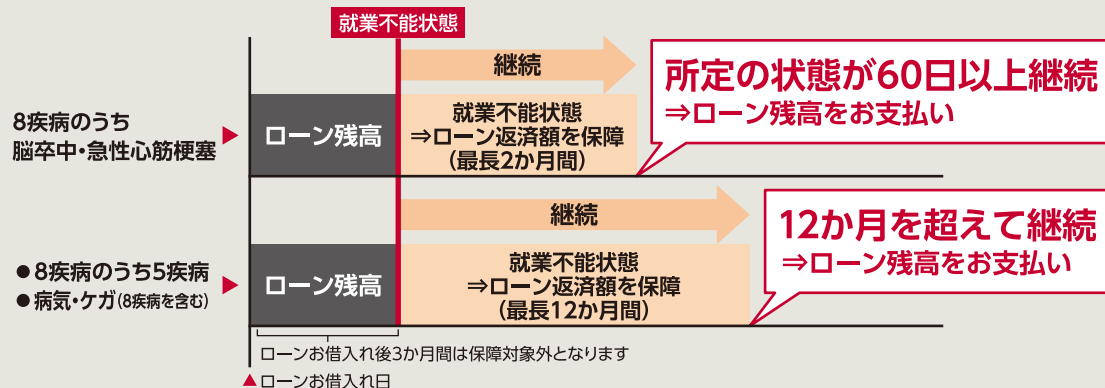 就業不能状態
継続
所定の状態が60日以上継続
⇒ローン残高をお支払い
8疾病のうち
脳卒中・急性心筋梗塞
ローン残高
就業不能状態
⇒ローン返済額を保障
(最長2か月間)
継続
12か月を超えて継続
⇒ローン残高をお支払い
●8疾病のうち5疾病
●病気・ケガ(8疾病を含む)
ローン残高
就業不能状態
⇒ローン返済額を保障
(最長12か月間)
ローンお借入れ後3か月間は保障対象外となります
▲ローンお借入れ日